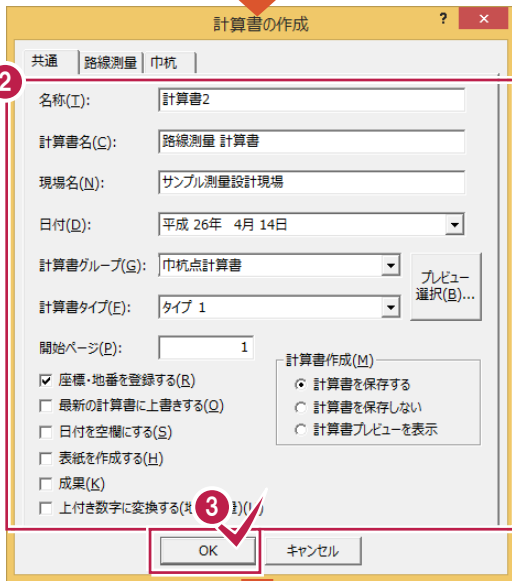 計算書の作成 ? ×
共通 路線測量 巾杭
2
名称(T): 計算書2
計算書名(C): 路線測量 計算書
現場名(N): サンプル測量設計現場
日付(D): 平成 26年 4月 14日
計算書グループ(G): 巾杭点計算書
プレビュー
選択(B)...
計算書タイプ(F): タイプ 1
開始ページ(P): 1
計算書作成(M)
座標・地番を登録する(R)
計算書を保存する
最新の計算書に上書きする(O)
計算書を保存しない
日付を空欄にする(S)
計算書プレビューを表示
表紙を作成する(H)
成果(K)
上付き数字に変換する(
3
OK キャンセル